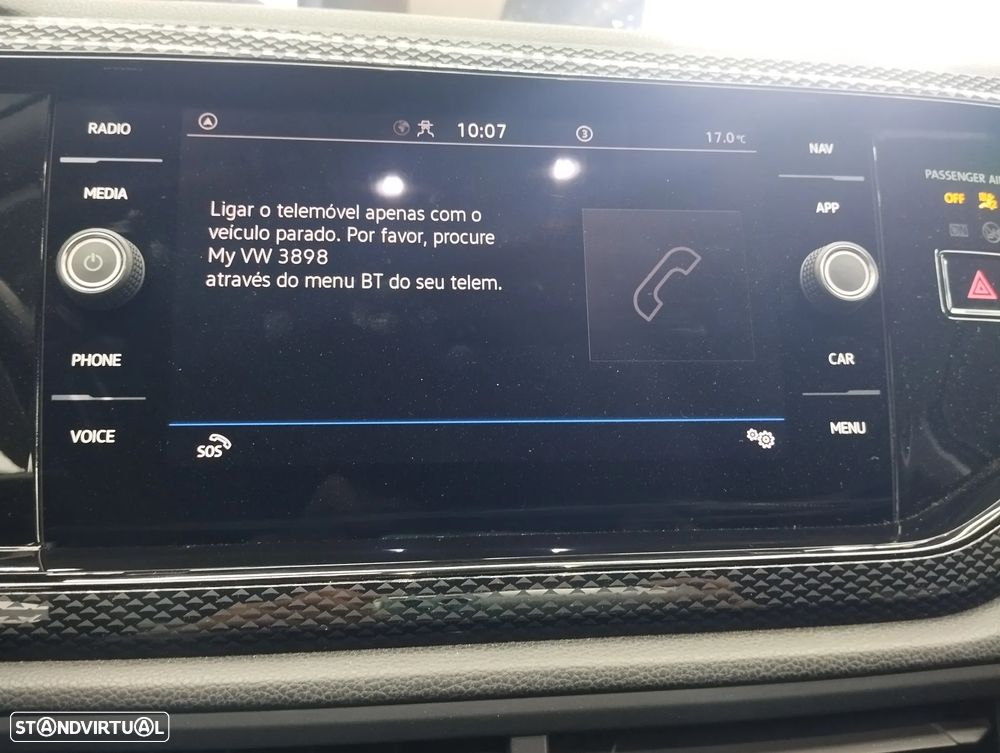 RADIO
MEDIA
PHONE
VOICE
10:07
3
17.0°C
Ligar o telemóvel apenas com o
veículo parado. Por favor, procure
My VW 3898
através do menu BT do seu telem.
SOS
NAV
APP
CAR
MENU
PASSENGER
OFF
STANDVIRTUAL